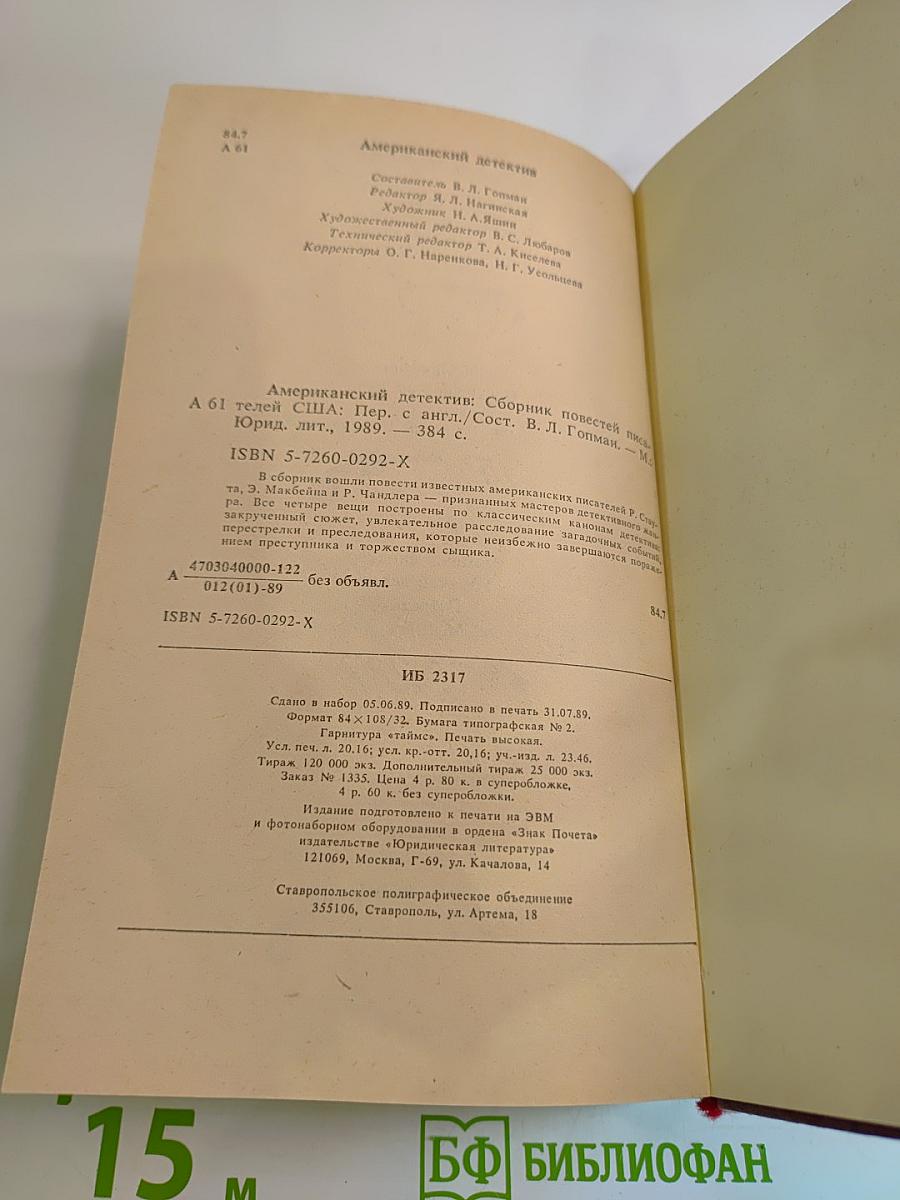 84.7
А 61
Американский детектив
Составитель В. Л. Гопман
Редактор Я. Л. Нагинская
Художник Н. А. Яшин
Художественный редактор В. С. Любаров
Технический редактор Т. А. Киселева
Корректоры О. Г. Наренкова, Н. Г. Усольцева
Американский детектив: Сборник повестей писа-
А 61 телей США: Пер. с англ./Сост. В. Л. Гопман. — М.:
Юрид. лит., 1989. — 384 с.
ISBN 5-7260-0292-X
В сборник вошли повести известных американских писателей Р. Стау-
та, Э. Макбейна и Р. Чандлера — признанных мастеров детективного жан-
ра. Все четыре вещи построены по классическим канонам детектива:
закрученный сюжет, увлекательное расследование загадочных событий,
перестрелки и преследования, которые неизбежно завершаются пораже-
нием преступника и торжеством сыщика.
А 4703040000-122
012(01)-89 без объявл.
84.7
ISBN 5-7260-0292-X
ИБ 2317
Сдано в набор 05.06.89. Подписано в печать 31.07.89.
Формат 84×108/32. Бумага типографская № 2.
Гарнитура «таймс». Печать высокая.
Усл. печ. л. 20,16; усл. кр.-отт. 20,16; уч.-изд. л. 23.46.
Тираж 120 000 экз. Дополнительный тираж 25 000 экз.
Заказ № 1335. Цена 4 р. 80 к. в суперобложке,
4 р. 60 к. без суперобложки.
Издание подготовлено к печати на ЭВМ
и фотонаборном оборудовании в ордена «Знак Почета»
издательстве «Юридическая литература»
121069, Москва, Г-69, ул. Качалова, 14
Ставропольское полиграфическое объединение
355106, Ставрополь, ул. Артема, 18
15 м
БФ БИБЛИОФАН